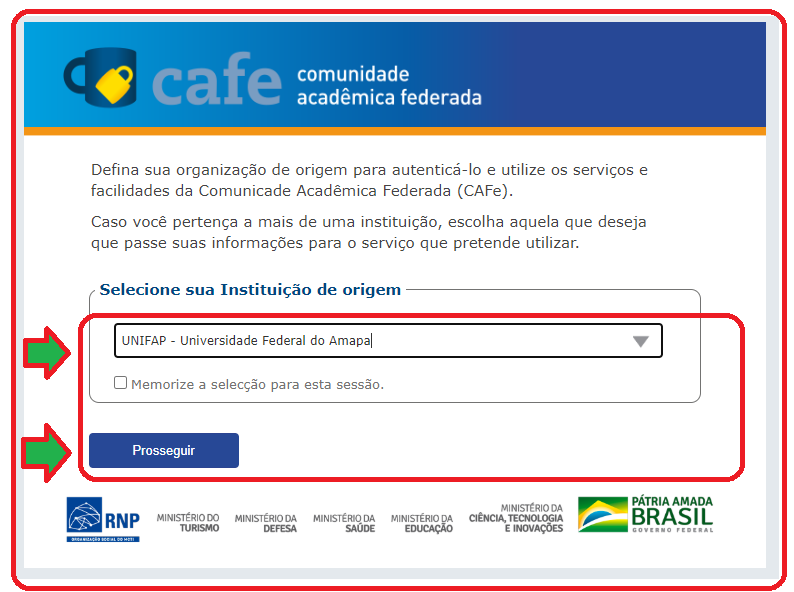 cafe comunidade
acadêmica federada
Defina sua organização de origem para autenticá-lo e utilize os serviços e
facilidades da Comunicade Acadêmica Federada (CAFe).
Caso você pertença a mais de uma instituição, escolha aquela que deseja
que passe suas informações para o serviço que pretende utilizar.
Selecione sua Instituição de origem
UNIFAP - Universidade Federal do Amapa
Memorize a selecção para esta sessão.
Prosseguir
RNP
ORGANIZAÇÃO SOCIAL DO MCTI
MINISTÉRIO DO
TURISMO
MINISTÉRIO DA
DEFESA
MINISTÉRIO DA
SAÚDE
MINISTÉRIO DA
EDUCAÇÃO
MINISTÉRIO DA
CIÊNCIA, TECNOLOGIA
E INOVAÇÕES
PÁTRIA AMADA
BRASIL
GOVERNO FEDERAL